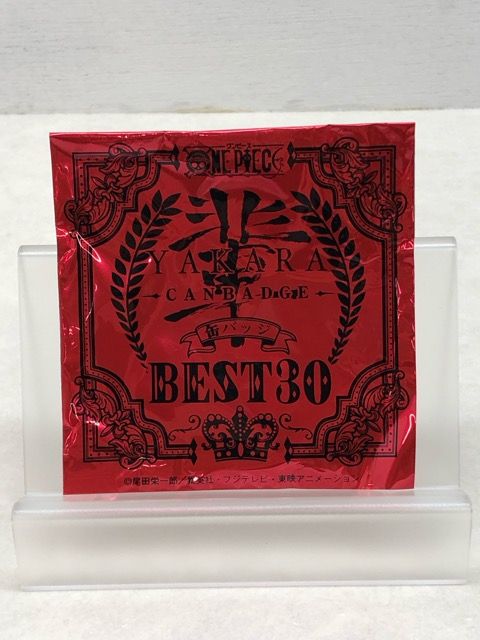 ワンピース
ONE PIECE
輩
YAKARA
CANBADGE
缶バッジ
BEST30
©尾田栄一郎／集英社・フジテレビ・東映アニメーション